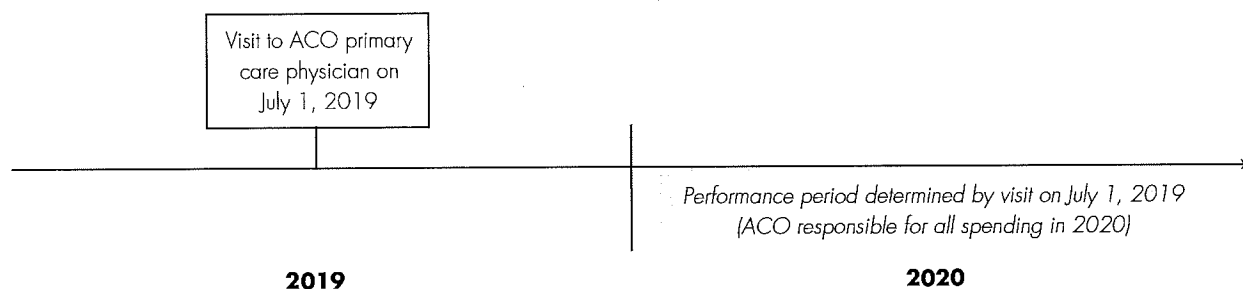 Visit to ACO primary
care physician on
July 1, 2019
Performance period determined by visit on July 1, 2019
(ACO responsible for all spending in 2020)
2019
2020